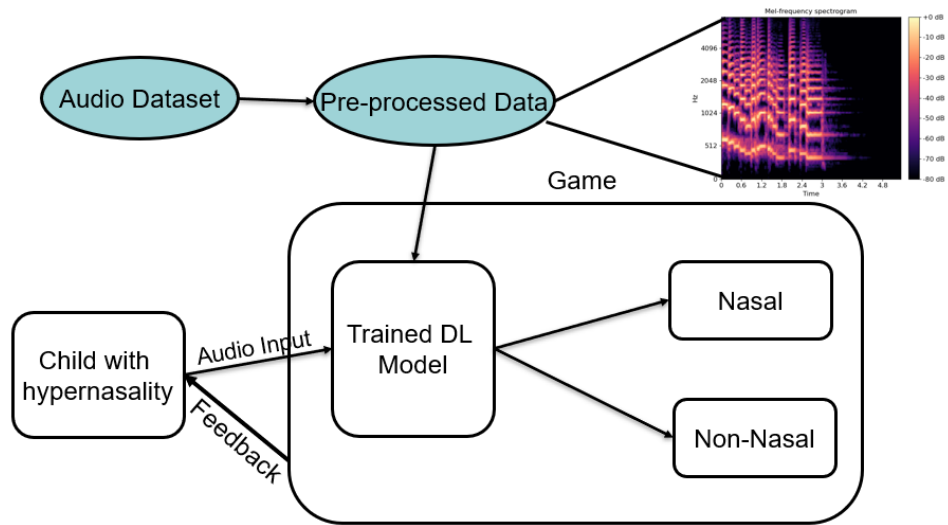 Mel-frequency spectrogram
+0 dB
-10 dB
-20 dB
-30 dB
-40 dB
-50 dB
-60 dB
-70 dB
-80 dB
4096
2048
1024
512
0
Hz
0
0.6
1.2
1.8
2.4
3
3.6
4.2
4.8
Time
Audio Dataset
Pre-processed Data
Game
Trained DL
Model
Nasal
Non-Nasal
Child with
hypernasality
Audio Input
Feedback